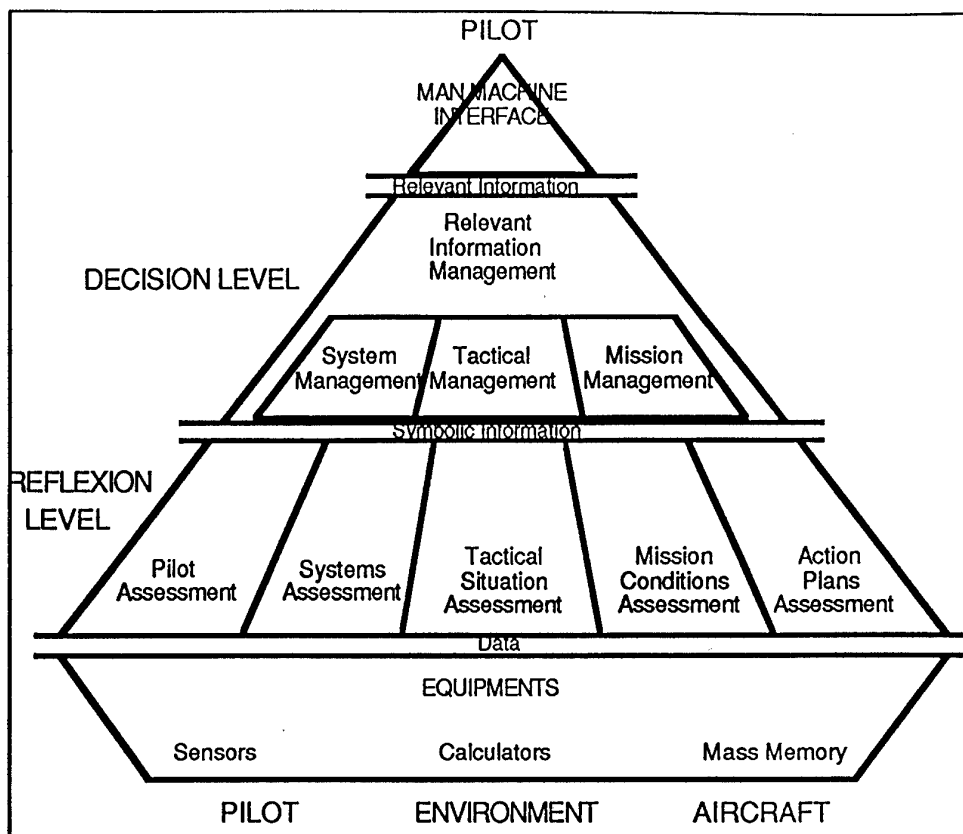 PILOT
MAN MACHINE
INTERFACE
Relevant Information
Relevant
Information
Management
DECISION LEVEL
System
Management
Tactical
Management
Mission
Management
Symbolic Information
REFLEXION
LEVEL
Pilot
Assessment
Systems
Assessment
Tactical
Situation
Assessment
Mission
Conditions
Assessment
Action
Plans
Assessment
Data
EQUIPMENTS
Sensors
Calculators
Mass Memory
PILOT
ENVIRONMENT
AIRCRAFT